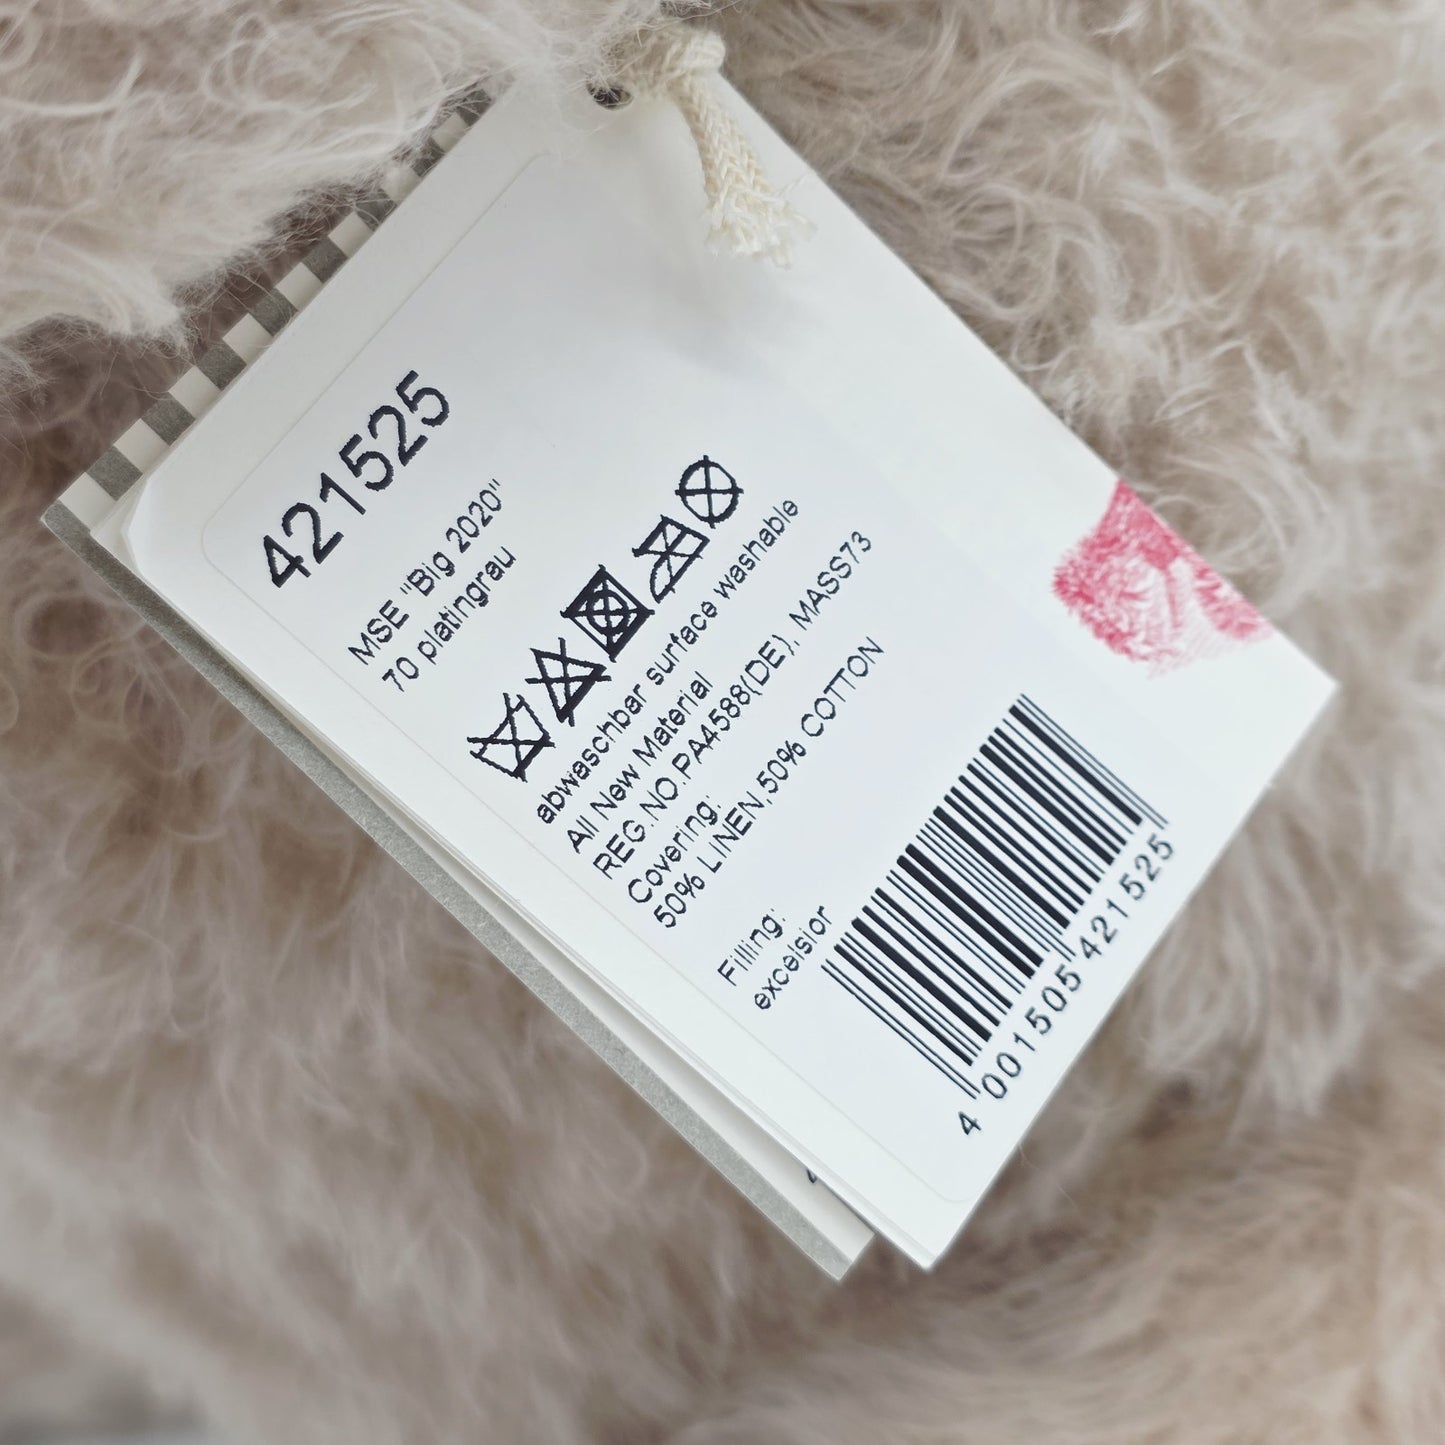 421525
MSE "Big 2020"
70 platingrau
abwaschbar surface washable
All New Material
REG.NO.PA4588(DE), MASS73
Covering:
50% LINEN,50% COTTON
Filling:
excelsior
4 001505 421525